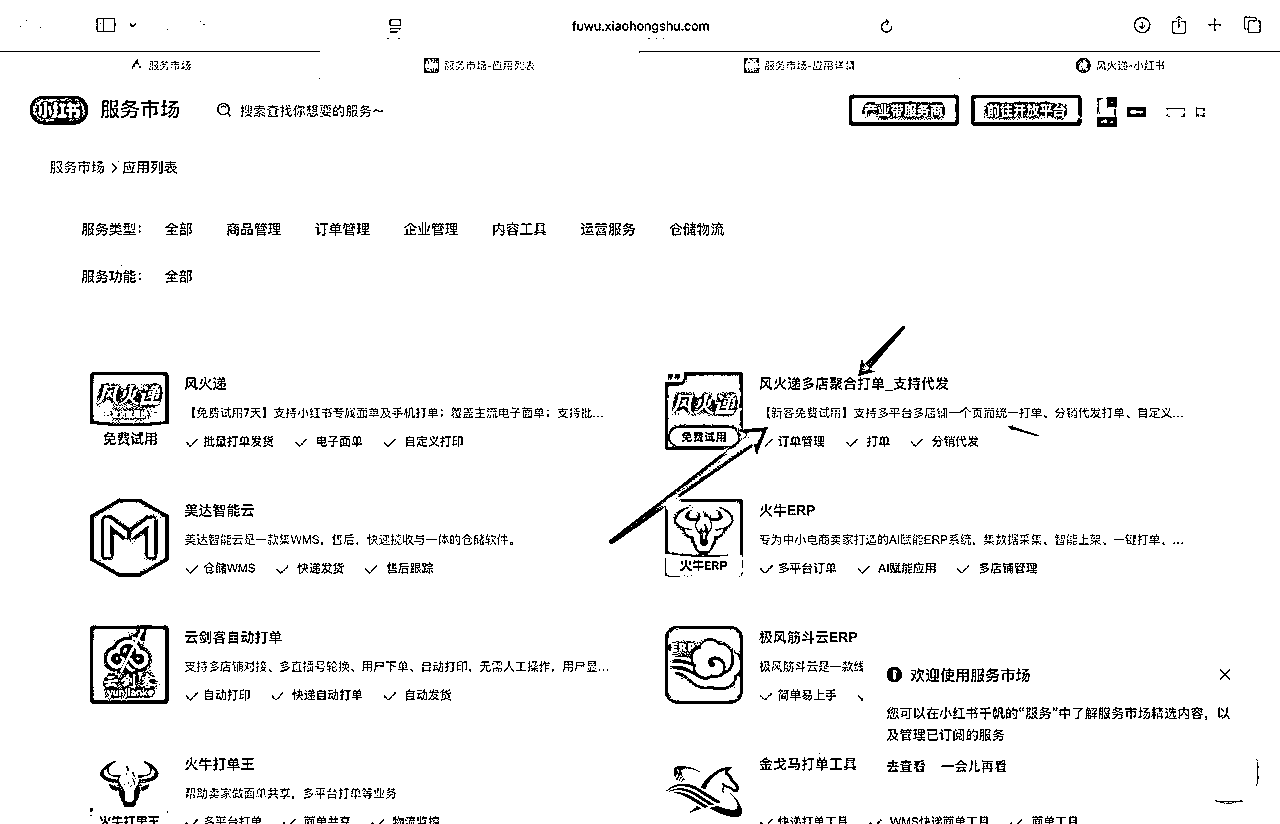 fuwu.xiaohongshu.com
服务市场
服务市场-应用列表
服务市场-应用详情
风火递-小红书
小红书 服务市场 搜索查找你想要的服务~
产业带服务商 前往开放平台
服务市场 > 应用列表
服务类型: 全部 商品管理 订单管理 企业管理 内容工具 运营服务 仓储物流
服务功能: 全部
风火递
免费试用
风火递
【免费试用7天】支持小红书专属面单及手机打单;覆盖主流电子面单;支持批...
批量打单发货 电子面单 自定义打印
风火递
免费试用
风火递多店聚合打单_支持代发
【新客免费试用】支持多平台多店铺一个页面统一打单、分销代发打单、自定义...
订单管理 打单 分销代发
美达智能云
美达智能云是一款集WMS,售后,快递揽收与一体的仓储软件。
仓储WMS 快递发货 售后跟踪
火牛ERP
火牛ERP
专为中小电商卖家打造的AI赋能ERP系统,集数据采集、智能上架、一键打单、...
多平台订单 AI赋能应用 多店铺管理
yunjianke
云剑客自动打单
支持多店铺对接、多直播号轮换、用户下单、自动打印,无需人工操作,用户显...
自动打印 快递自动打单 自动发货
ERP
极风筋斗云ERP
极风筋斗云是一款线
简单易上手
火牛打单王
火牛打单王
帮助卖家做面单共享,多平台打单等业务
多平台打单 面单共享 物流监控
金戈马打单工具
快递打单工具 WMS快递面单工具 面单工具
欢迎使用服务市场
您可以在小红书千帆的“服务”中了解服务市场精选内容,以
及管理已订阅的服务
去查看 一会儿再看